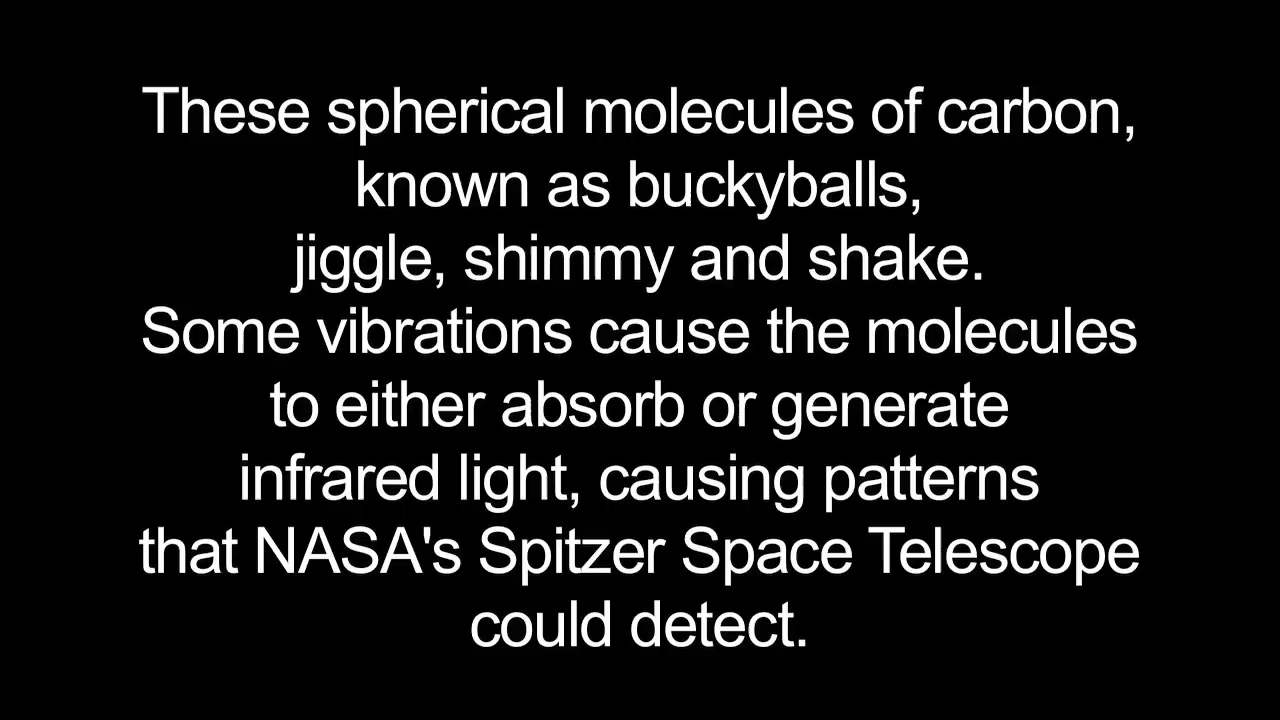 These spherical molecules of carbon,
known as buckyballs,
jiggle, shimmy and shake.
Some vibrations cause the molecules
to either absorb or generate
infrared light, causing patterns
that NASA's Spitzer Space Telescope
could detect.